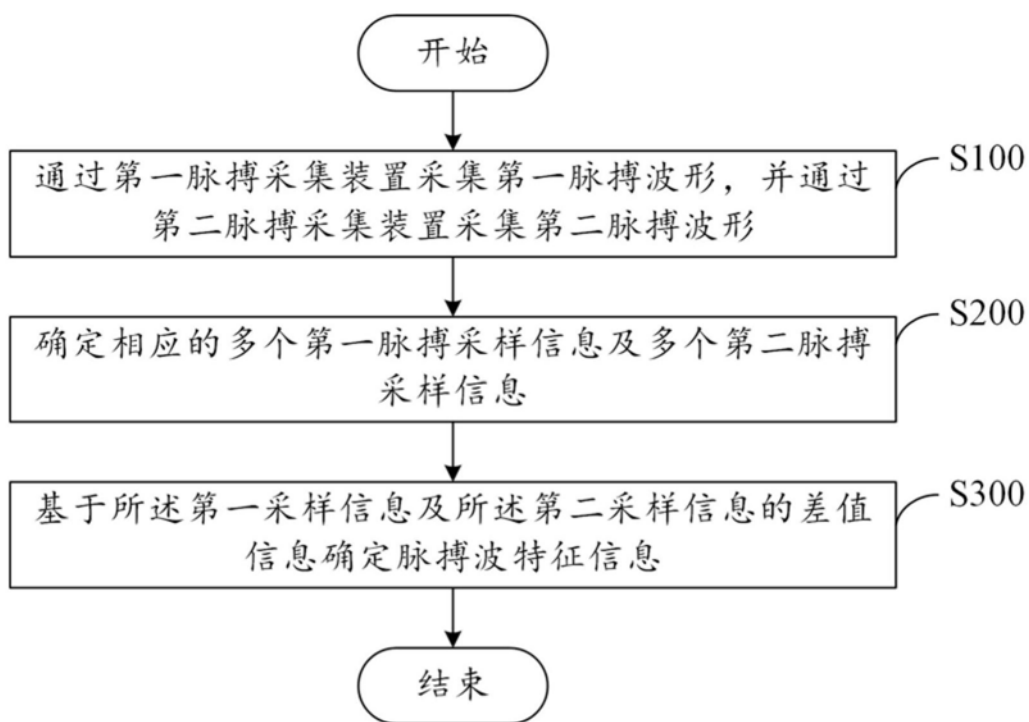 开始
通过第一脉搏采集装置采集第一脉搏波形，并通过
第二脉搏采集装置采集第二脉搏波形
S100
确定相应的多个第一脉搏采样信息及多个第二脉搏
采样信息
S200
基于所述第一采样信息及所述第二采样信息的差值
信息确定脉搏波特征信息
S300
结束